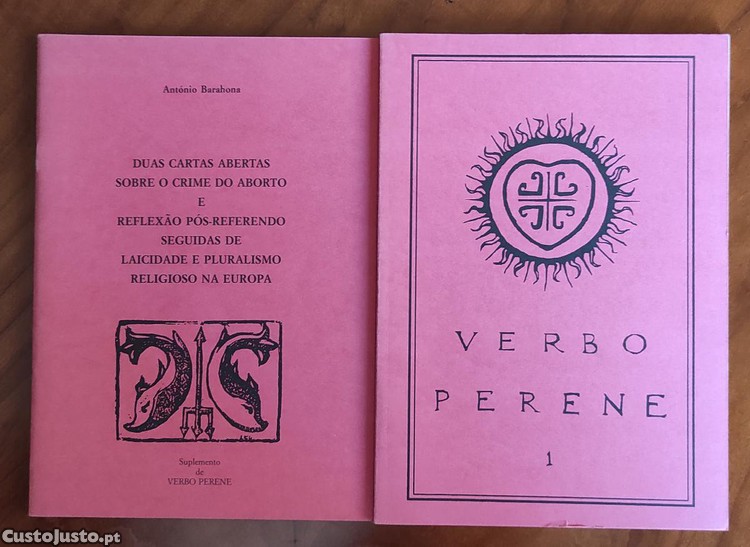 António Barahona
DUAS CARTAS ABERTAS
SOBRE O CRIME DO ABORTO
E
REFLEXÃO PÓS-REFERENDO
SEGUIDAS DE
LAICIDADE E PLURALISMO
RELIGIOSO NA EUROPA
Suplemento
de
VERBO PERENE
VERBO
PERENE
1
CustoJusto.pt